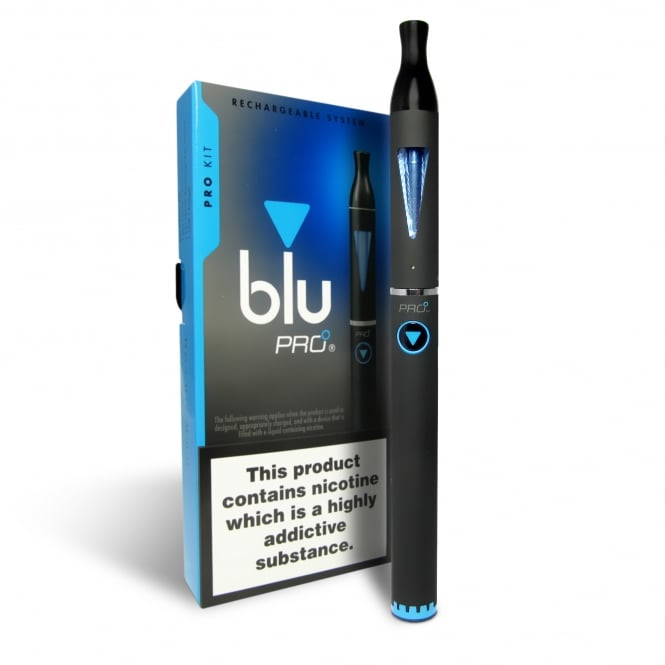 RECHARGEABLE SYSTEM
PRO KIT
blu
PRO®
PRO
The following warning applies when the product is used as
designed, appropriately charged, and with a device that is
filled with e-liquid containing nicotine.
This product
contains nicotine
which is a highly
addictive
substance.
PRO